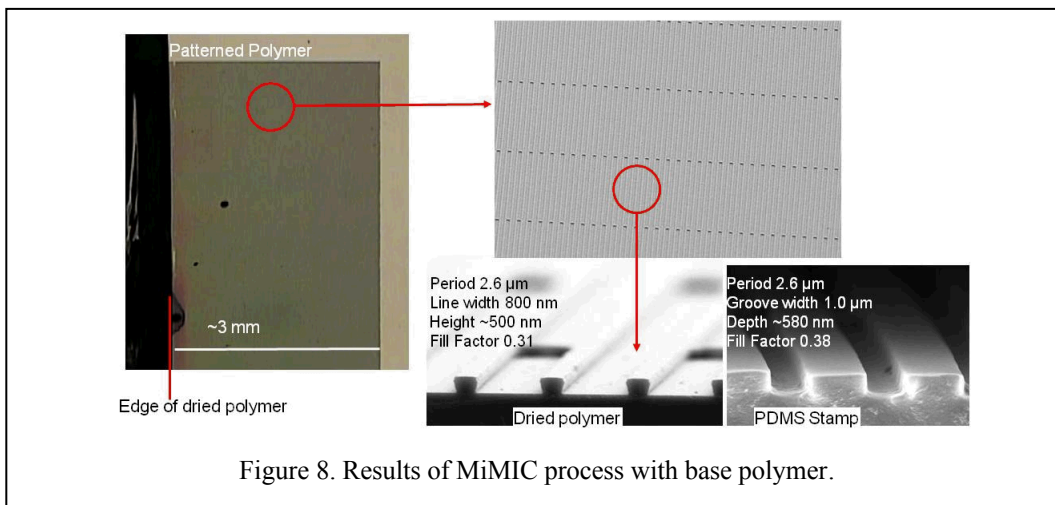 Patterned Polymer
~3 mm
Edge of dried polymer
Period 2.6 μm
Line width 800 nm
Height ~500 nm
Fill Factor 0.31
Dried polymer
Period 2.6 μm
Groove width 1.0 μm
Depth ~580 nm
Fill Factor 0.38
PDMS Stamp
Figure 8. Results of MiMIC process with base polymer.